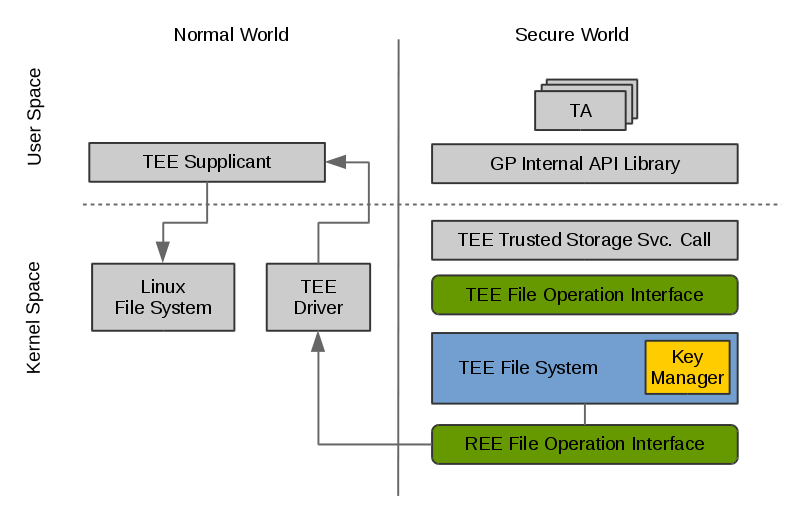 Normal World
Secure World
User Space
TA
TEE Supplicant
GP Internal API Library
Kernel Space
TEE Trusted Storage Svc. Call
Linux
File System
TEE
Driver
TEE File Operation Interface
TEE File System
Key
Manager
REE File Operation Interface